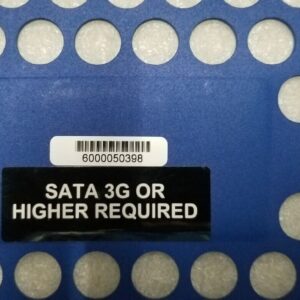 6000050398
SATA 3G OR
HIGHER REQUIRED